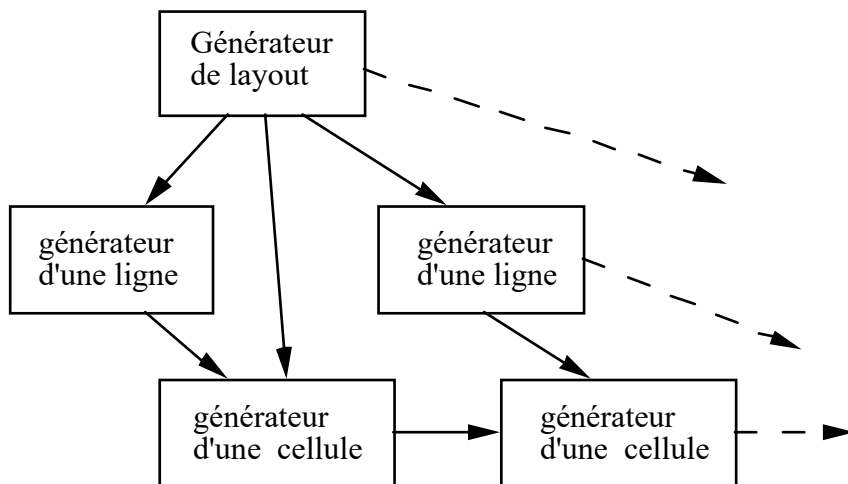 Générateur
de layout
générateur
d'une ligne
générateur
d'une ligne
générateur
d'une cellule
générateur
d'une cellule